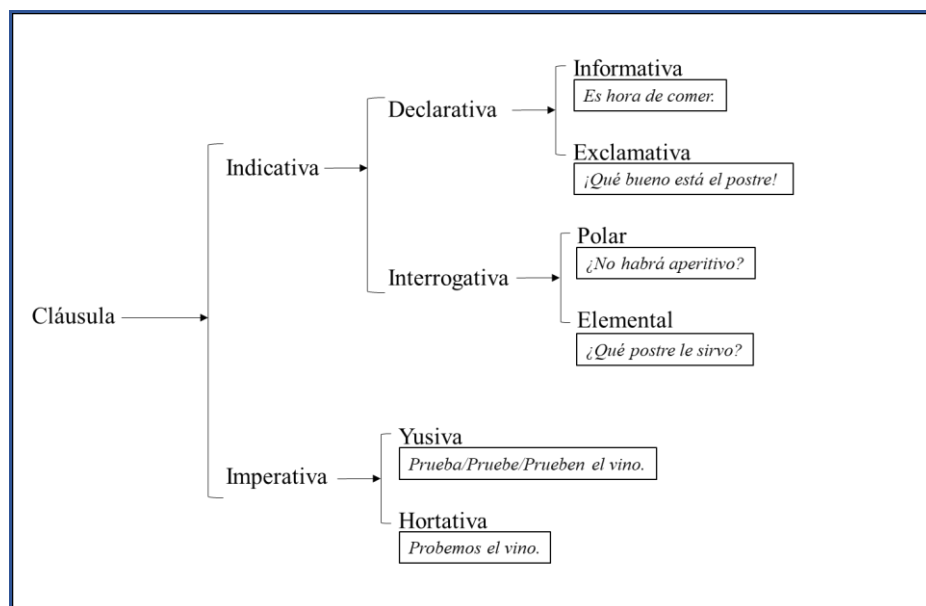 Informativa
Es hora de comer.
Declarativa
Exclamativa
¡Qué bueno está el postre!
Indicativa
Polar
¿No habrá aperitivo?
Interrogativa
Elemental
¿Qué postre le sirvo?
Cláusula
Yusiva
Prueba/Pruebe/Prueben el vino.
Imperativa
Hortativa
Probemos el vino.